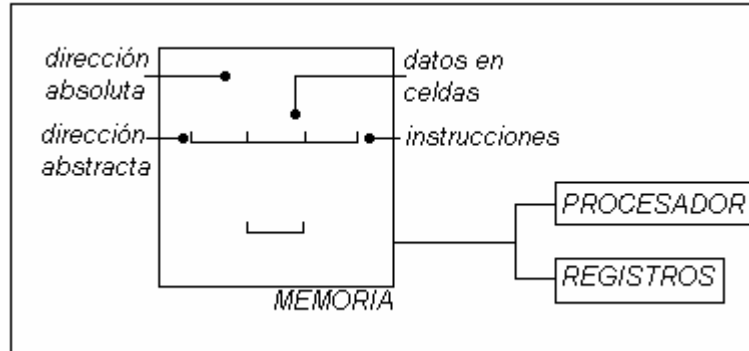 dirección
absoluta
datos en
celdas
dirección
abstracta
instrucciones
PROCESADOR
REGISTROS
MEMORIA